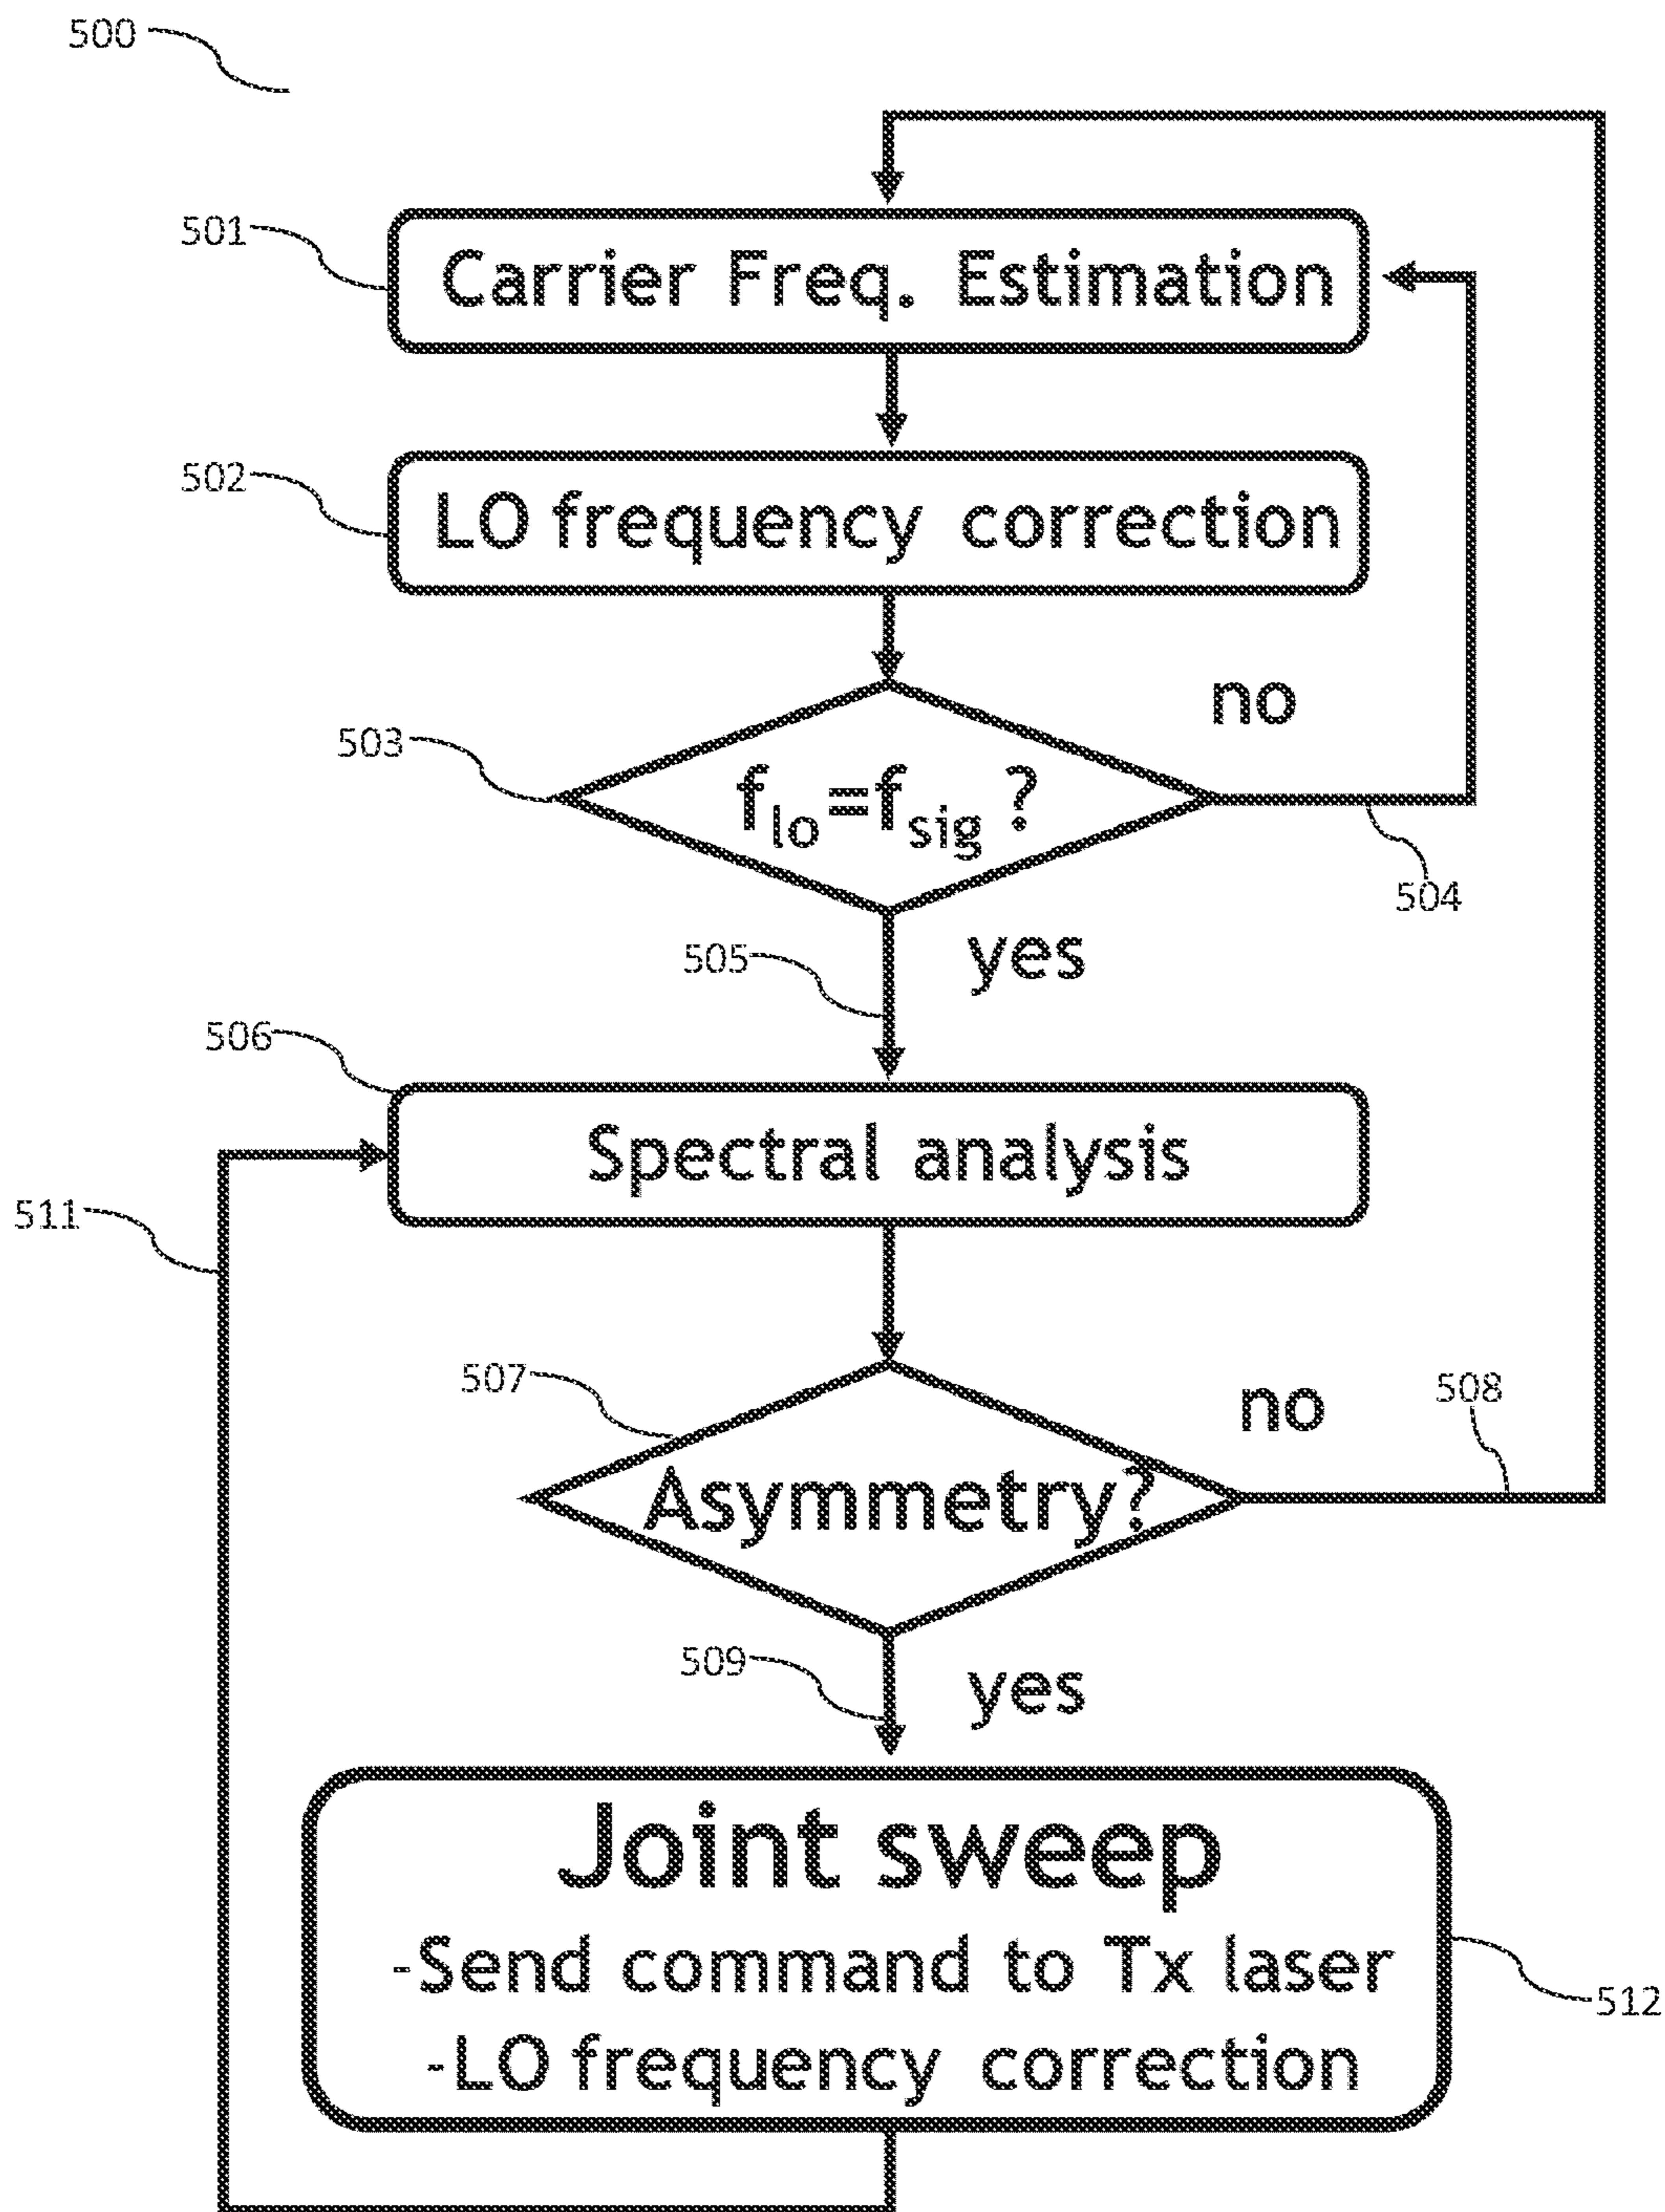 500
501
Carrier Freq. Estimation
502
LO frequency correction
no
503
flo=fsig ?
504
505
yes
506
Spectral analysis
511
507
no
508
Asymmetry?
509
yes
Joint sweep
-Send command to Tx laser
512
-LO frequency correction